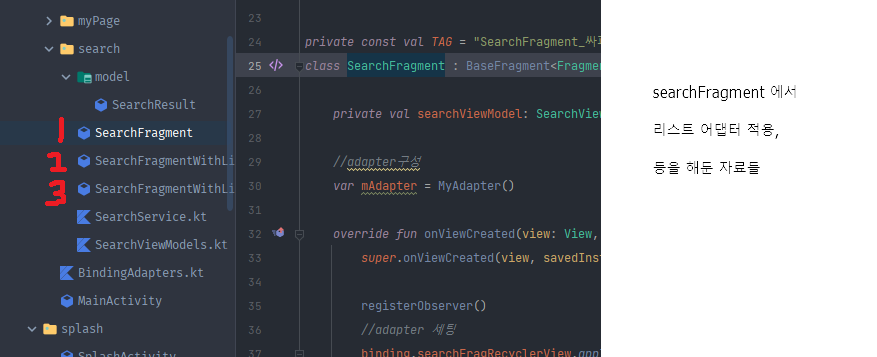 myPage
search
model
SearchResult
SearchFragment
SearchFragmentWithLi
SearchFragmentWithLi
SearchService.kt
SearchViewModels.kt
BindingAdapters.kt
MainActivity
splash
SplashActivity
1
1
3
23
24 private const val TAG = "SearchFragment_싸피
25 class SearchFragment : BaseFragment<Fragmen
26
27 private val searchViewModel: SearchView
28
29 //adapter구성
30 var mAdapter = MyAdapter()
31
32 override fun onViewCreated(view: View,
33 super.onViewCreated(view, savedInst
34
35 registerObserver()
36 //adapter 세팅
37 binding.searchFragRecyclerView.app
searchFragment 에서
리스트 어댑터 적용,
등을 해둔 자료들